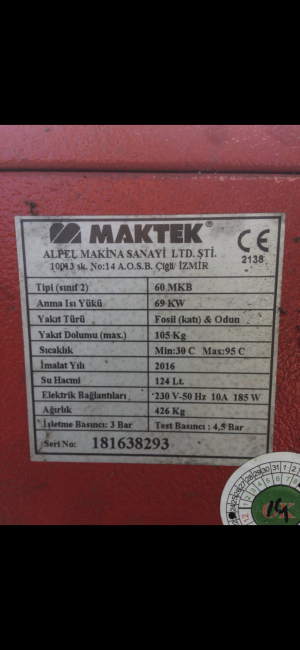 MAKTEK®
ALPEL MAKİNA SANAYİ LTD. ŞTİ.
10013 sk. No:14 A.O.S.B. Çigli/ İZMİR
CE
2138
Tipi (sınıf 2) 60 MKB
Anma Isı Yükü 69 KW
Yakıt Türü Fosil (katı) & Odun
Yakıt Dolumu (max.) 105 Kg
Sıcaklık Min:30 C Max:95 C
İmalat Yılı 2016
Su Hacmi 124 Lt.
Elektrik Bağlantıları 230 V-50 Hz 10A 185 W
Ağırlık 426 Kg
İşletme Basıncı: 3 Bar Test Basıncı : 4,5 Bar
Seri No: 181638293